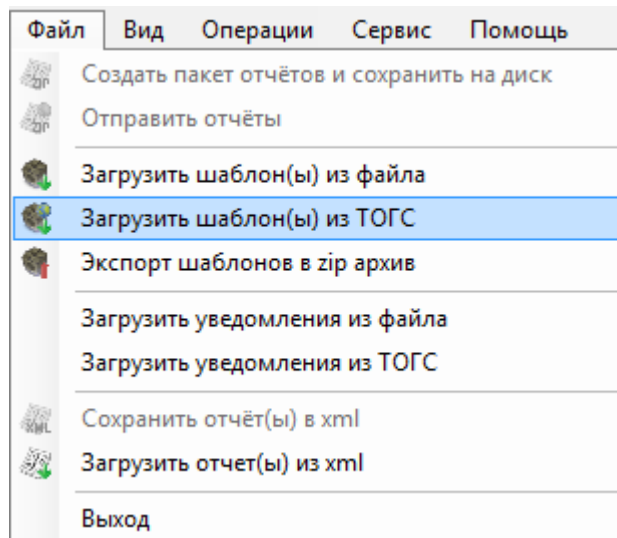 Файл Вид Операции Сервис Помощь
Создать пакет отчётов и сохранить на диск
Отправить отчёты
Загрузить шаблон(ы) из файла
Загрузить шаблон(ы) из ТОГС
Экспорт шаблонов в zip архив
Загрузить уведомления из файла
Загрузить уведомления из ТОГС
Сохранить отчёт(ы) в xml
Загрузить отчет(ы) из xml
Выход